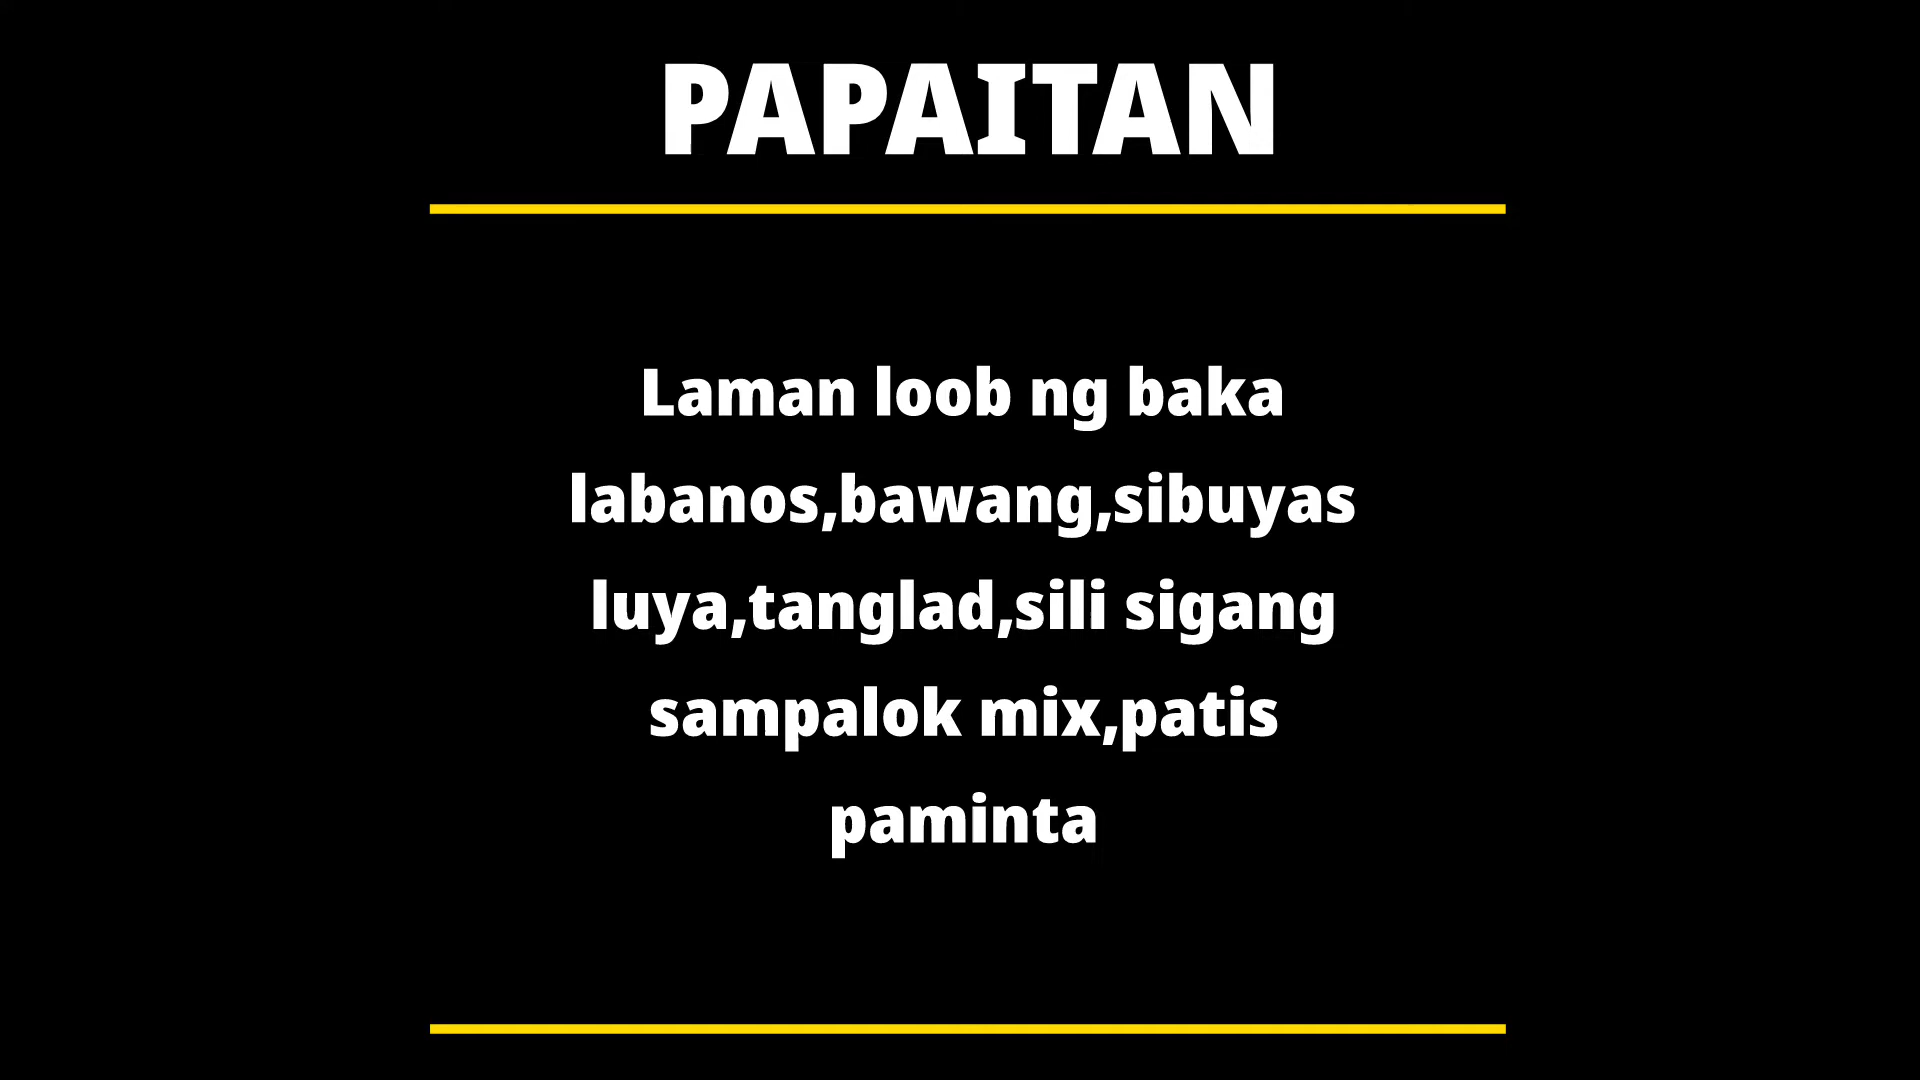 PAPAITAN
Laman loob ng baka
labanos,bawang,sibuyas
luya,tanglad,sili sigang
sampalok mix,patis
paminta